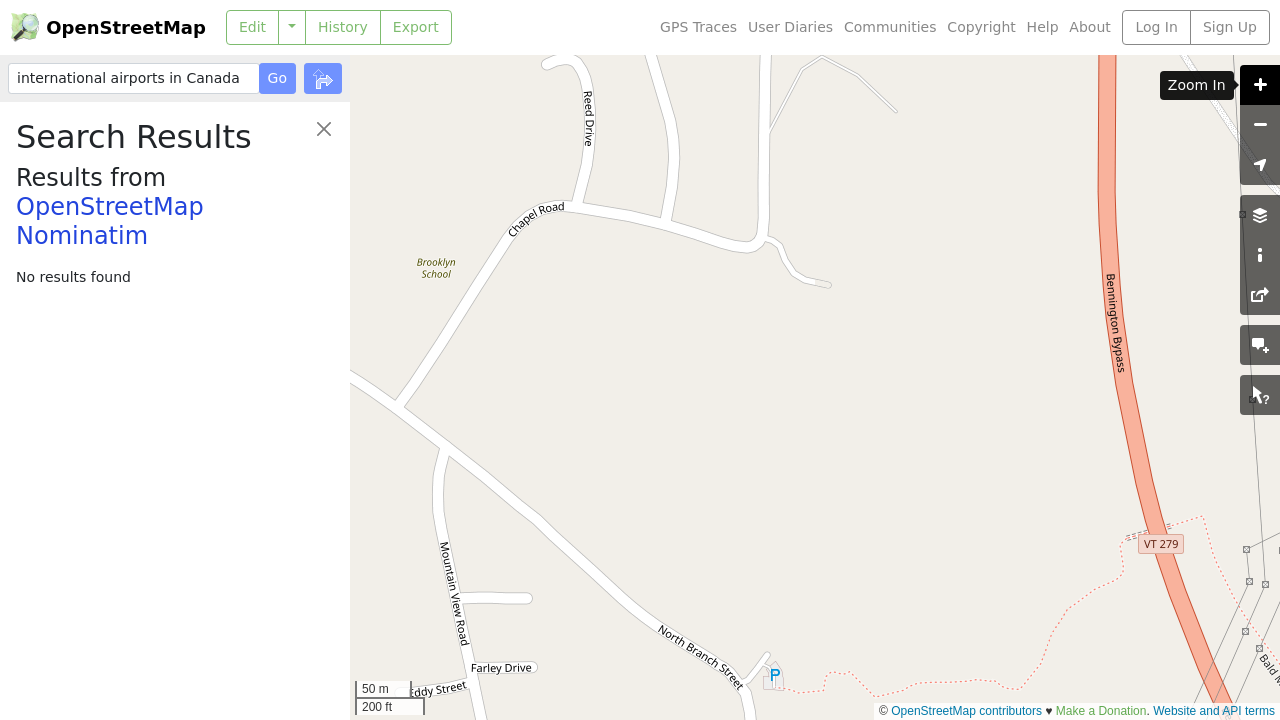 OpenStreetMap
Edit
History
Export
GPS Traces
User Diaries
Communities
Copyright
Help
About
Log In
Sign Up
international airports in Canada
Go
Search Results
Results from
OpenStreetMap
Nominatim
No results found
Zoom In
Reed Drive
Chapel Road
Brooklyn
School
Bennington Bypass
VT 279
Mountain View Road
North Branch Street
Farley Drive
Eddy Street
Bald M
P
?
50 m
200 ft
© OpenStreetMap contributors ♥ Make a Donation. Website and API terms